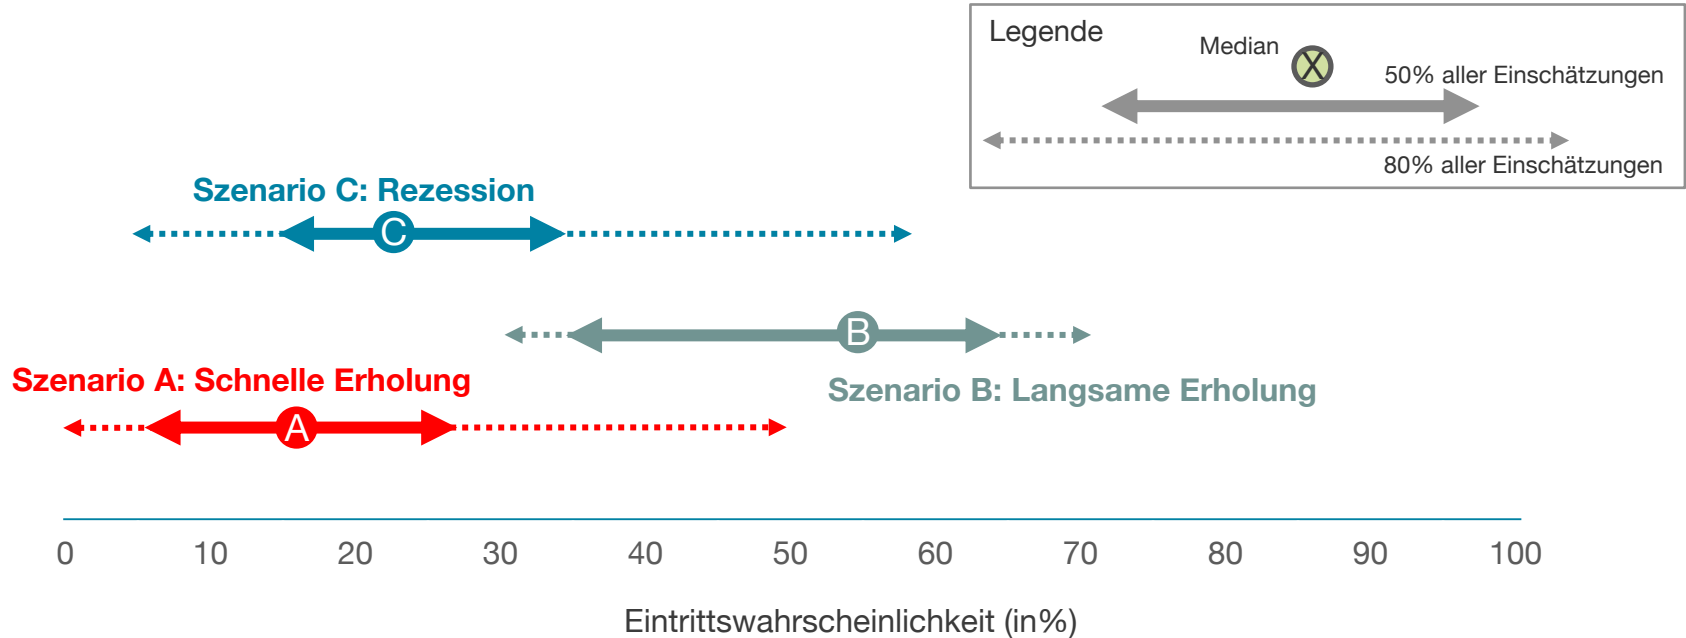 Legende
Median
X
50% aller Einschätzungen
80% aller Einschätzungen
Szenario C: Rezession
C
B
Szenario A: Schnelle Erholung
Szenario B: Langsame Erholung
A
0 10 20 30 40 50 60 70 80 90 100
Eintrittswahrscheinlichkeit (in%)